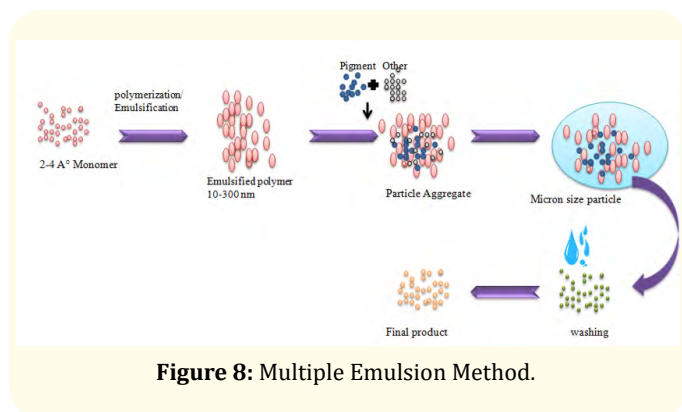 Pigment Other
polymerization/
Emulsification
2-4 A° Monomer
Emulsified polymer
10-300 nm
Particle Aggregate
Micron size particle
Final product
washing
Figure 8: Multiple Emulsion Method.